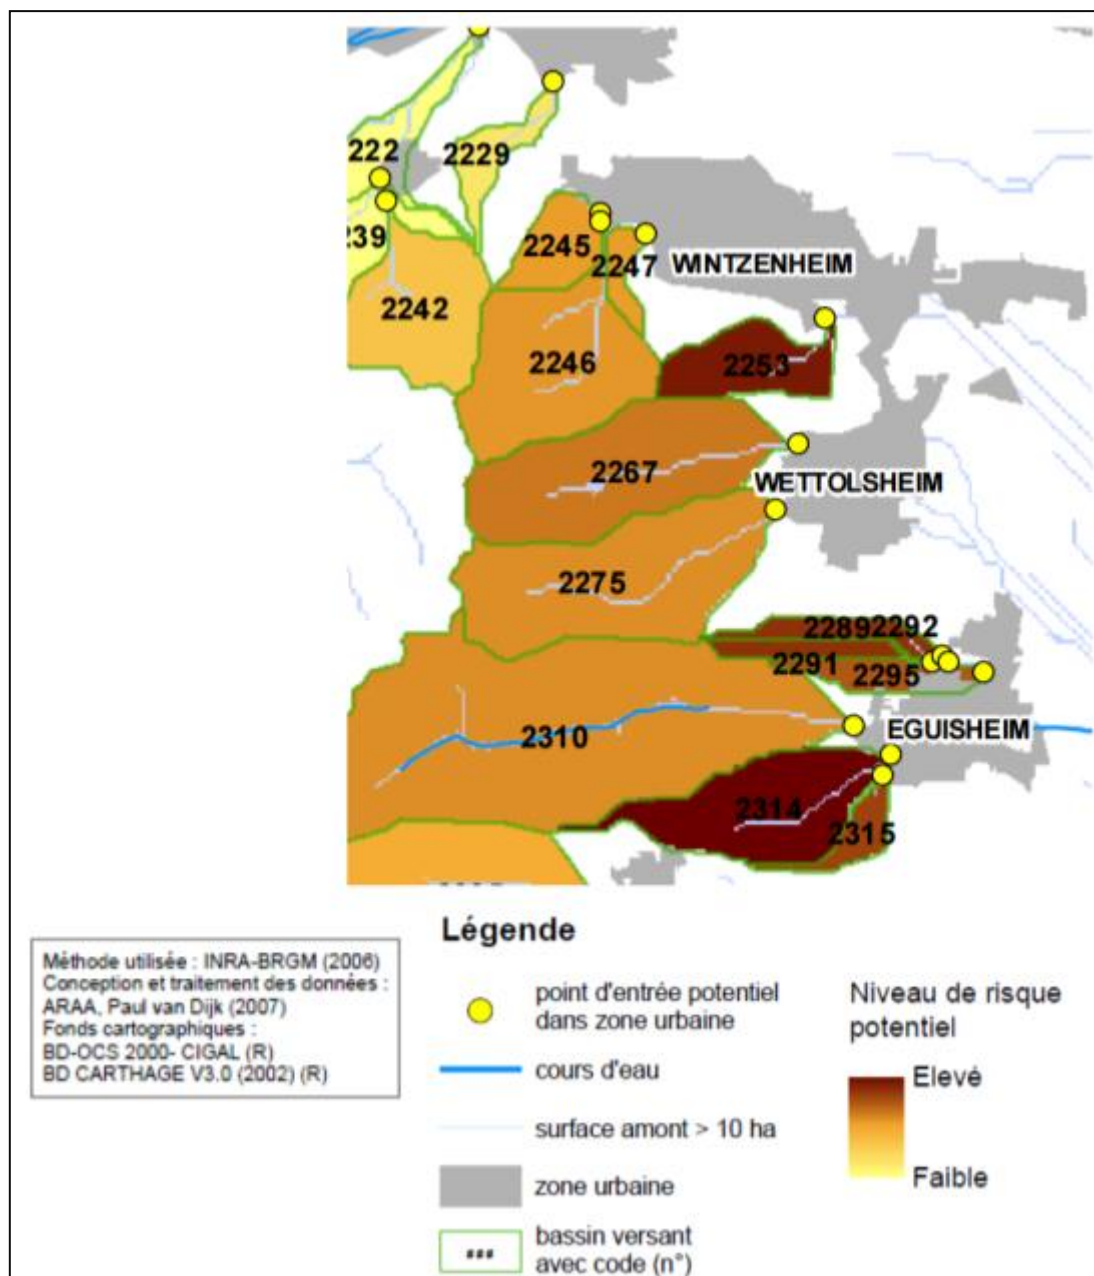 222
2229
239
2245
2247
WINTZENHEIM
2242
2246
2253
2267
WETTOLSHEIM
2275
2289
2292
2291
2295
2310
EGUISHEIM
2314
2315
Légende
Méthode utilisée : INRA-BRGM (2006)
Conception et traitement des données :
ARAA, Paul van Dijk (2007)
Fonds cartographiques :
BD-OCS 2000- CIGAL (R)
BD CARTHAGE V3.0 (2002) (R)
point d'entrée potentiel
dans zone urbaine
cours d'eau
surface amont > 10 ha
zone urbaine
###
bassin versant
avec code (n°)
Niveau de risque
potentiel
Elevé
Faible